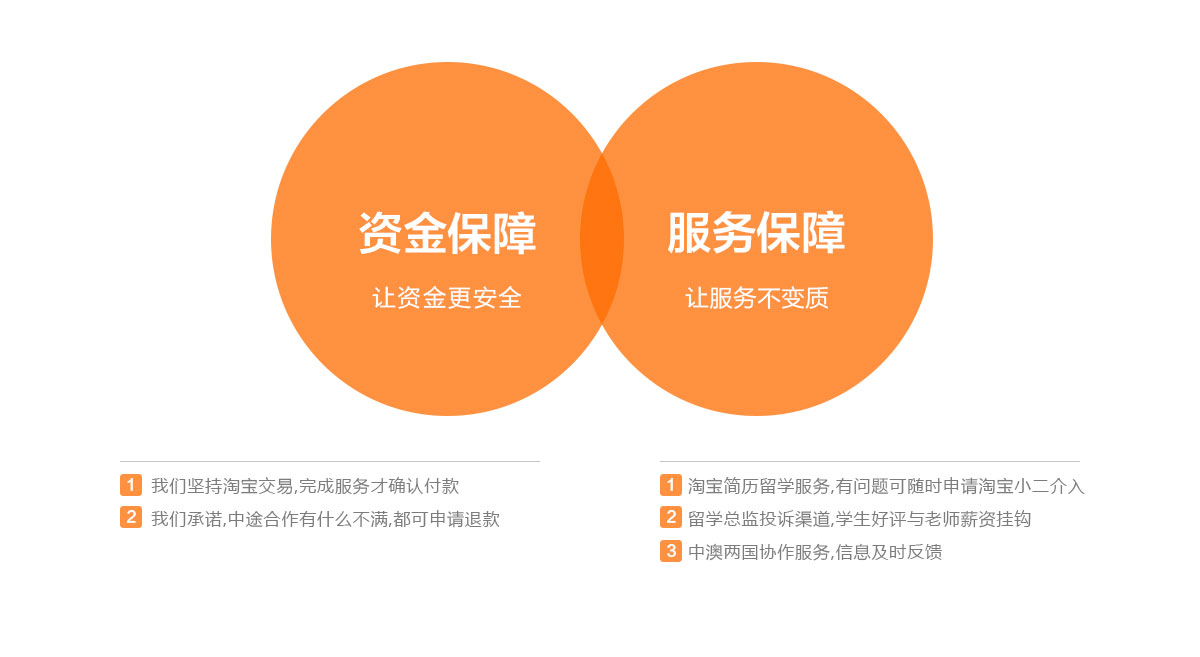 资金保障
让资金更安全
服务保障
让服务不变质
1 我们坚持淘宝交易,完成服务才确认付款
2 我们承诺,中途合作有什么不满,都可申请退款
1 淘宝简历留学服务,有问题可随时申请淘宝小二介入
2 留学总监投诉渠道,学生好评与老师薪资挂钩
3 中澳两国协作服务,信息及时反馈